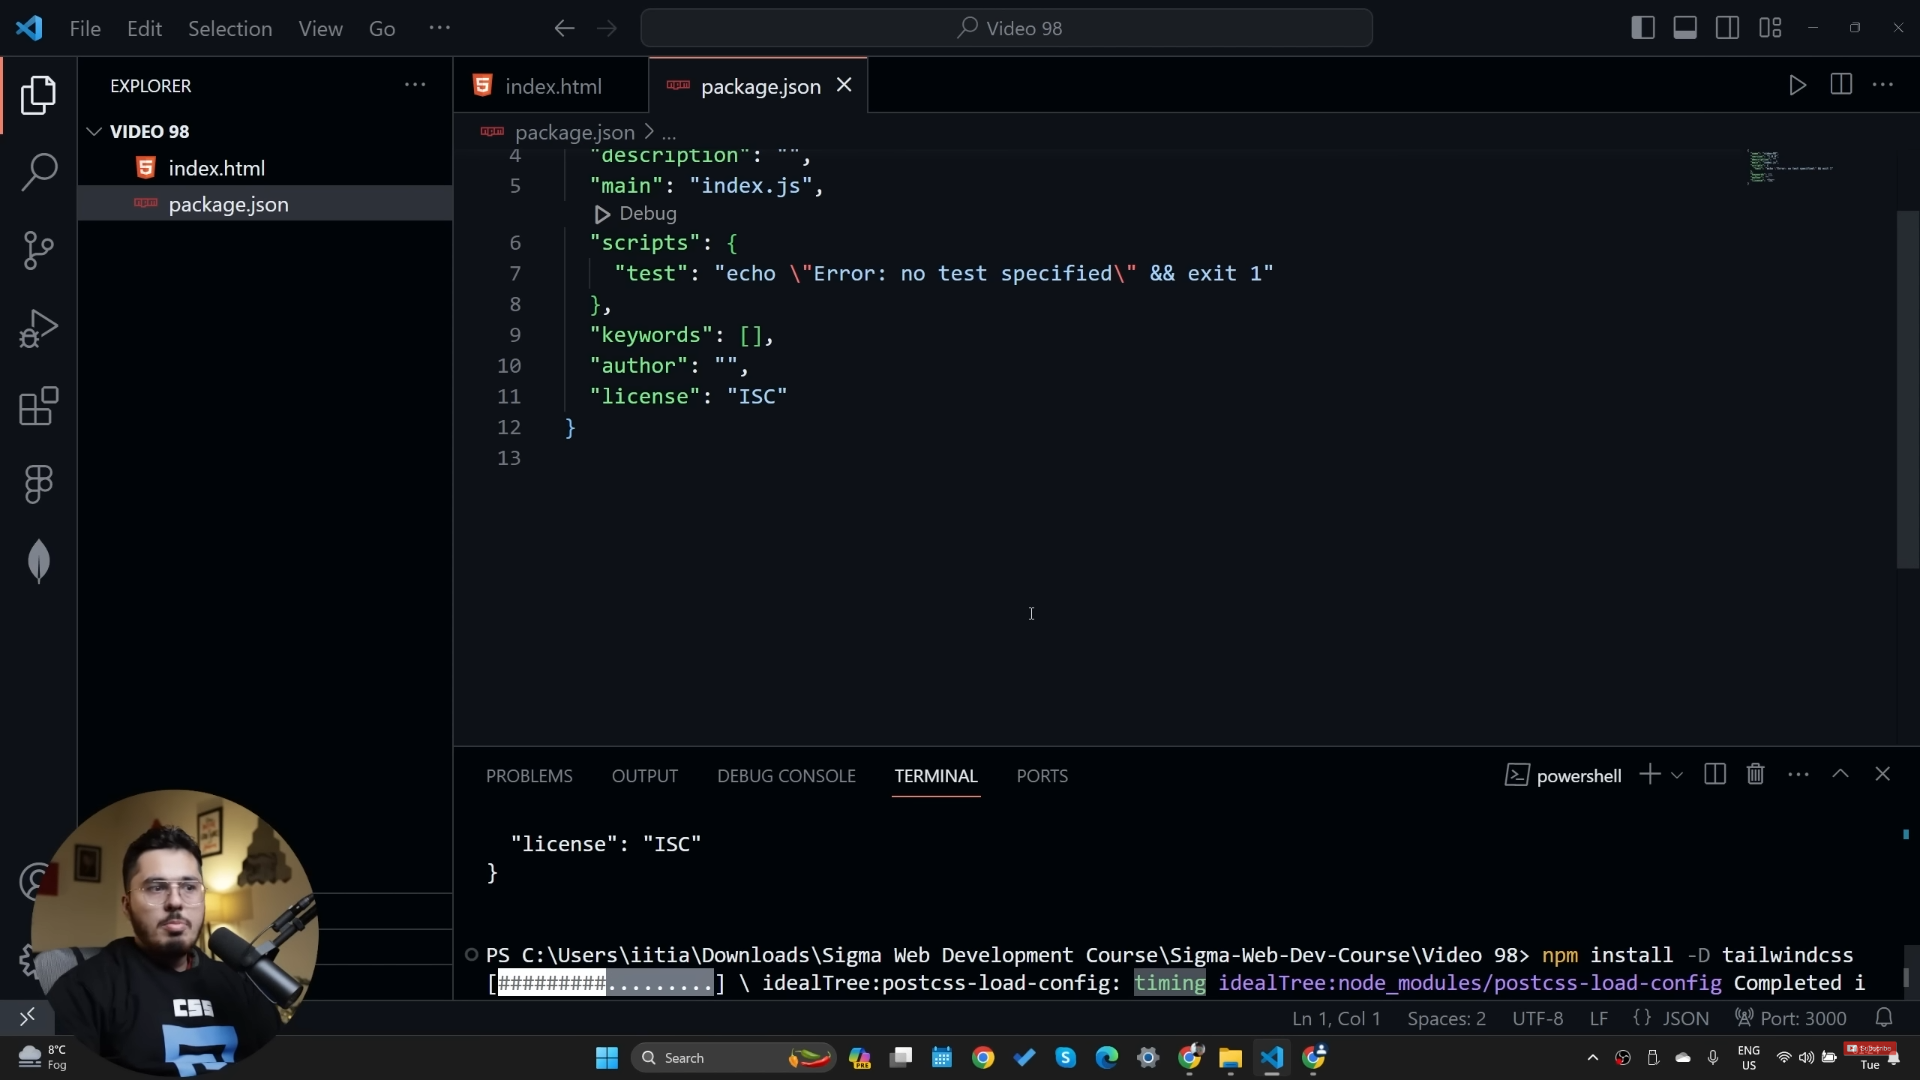 File Edit Selection View Go ···
Video 98
EXPLORER ···
VIDEO 98
index.html
package.json
index.html
package.json
package.json > ...
4 "description": "",
5 "main": "index.js",
Debug
6 "scripts": {
7 "test": "echo \"Error: no test specified\" && exit 1"
8 },
9 "keywords": [],
10 "author": "",
11 "license": "ISC"
12 }
13
PROBLEMS OUTPUT DEBUG CONSOLE TERMINAL PORTS
powershell
"license": "ISC"
}
PS C:\Users\iitia\Downloads\Sigma Web Development Course\Sigma-Web-Dev-Course\Video 98> npm install -D tailwindcss
[#########.........] \ idealTree:postcss-load-config: timing idealTree:node_modules/postcss-load-config Completed i
Ln 1, Col 1 Spaces: 2 UTF-8 LF {} JSON Port: 3000
CSS
8°C
Fog
Search
PRE
ENG
US
Subscribe
Tue